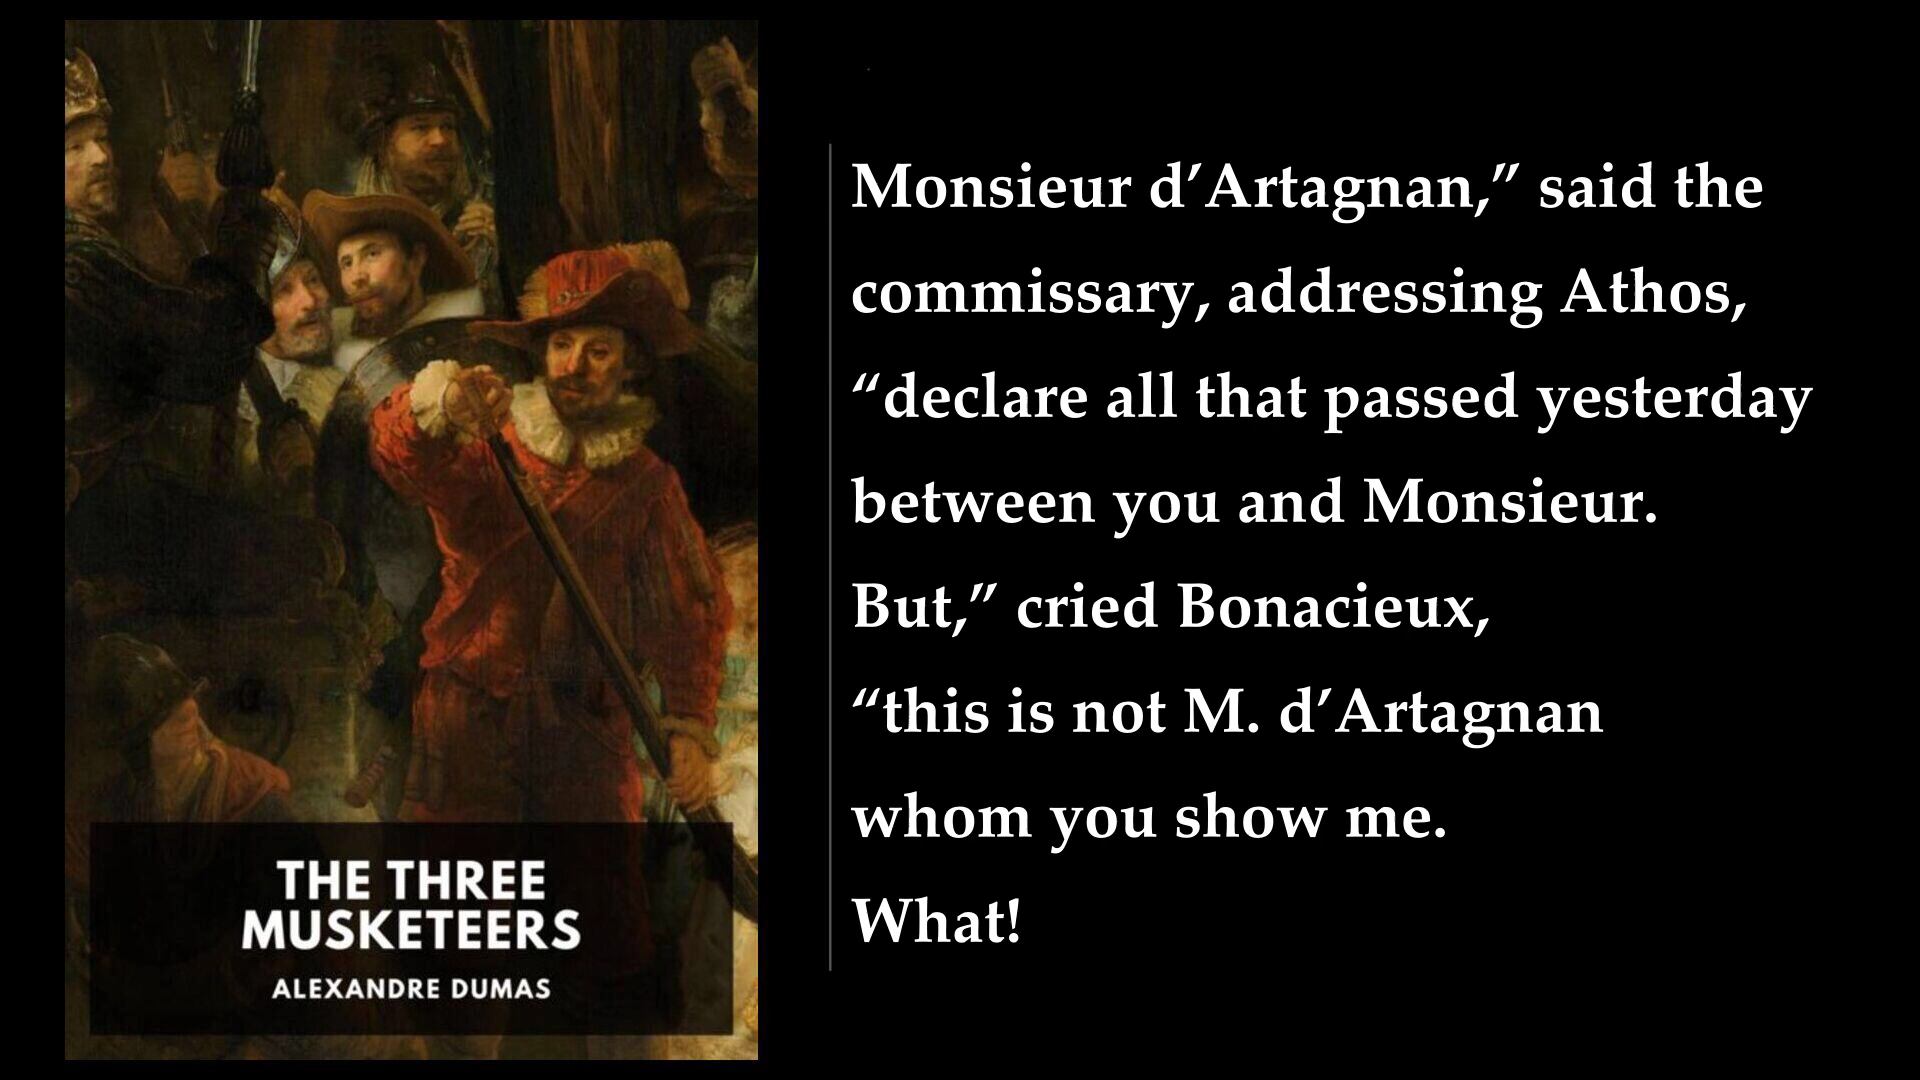 Monsieur d’Artagnan,” said the
commissary, addressing Athos,
“declare all that passed yesterday
between you and Monsieur.
But,” cried Bonacieux,
“this is not M. d’Artagnan
whom you show me.
What!
THE THREE
MUSKETEERS
ALEXANDRE DUMAS